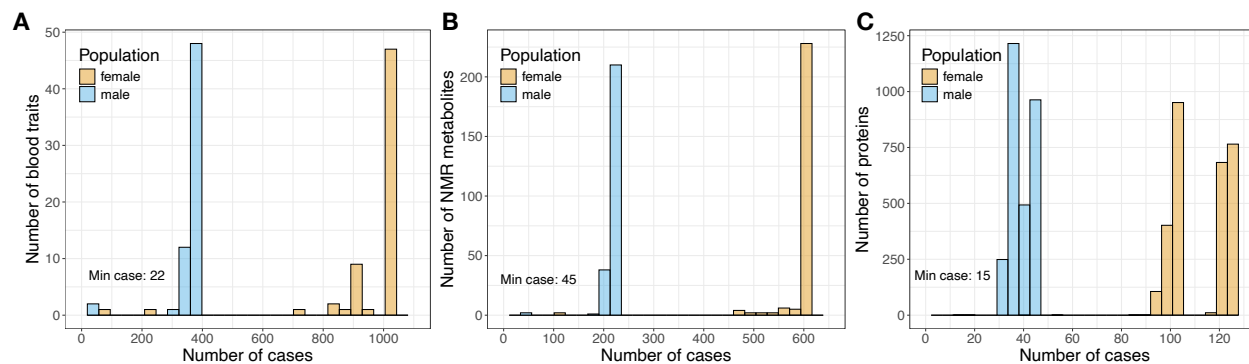 A
Number of blood traits
50
40
30
20
10
0
Population
female
male
Min case: 22
0 200 400 600 800 1000
Number of cases
B
Number of NMR metabolites
200
150
100
50
0
Population
female
male
Min case: 45
0 100 200 300 400 500 600
Number of cases
C
Number of proteins
1250
1000
750
500
250
0
Population
female
male
Min case: 15
0 20 40 60 80 100 120
Number of cases